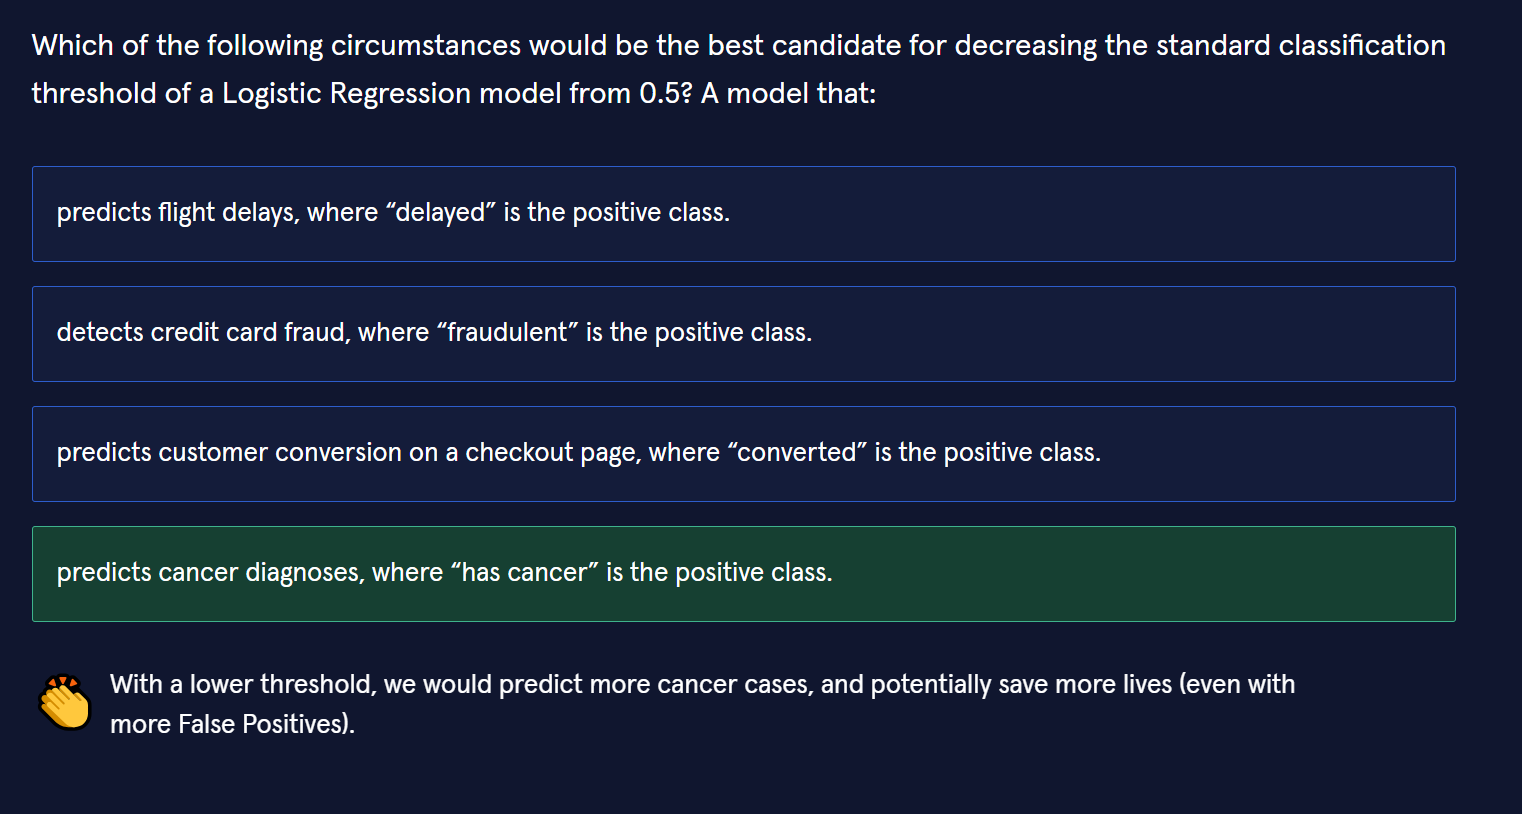 Which of the following circumstances would be the best candidate for decreasing the standard classification
threshold of a Logistic Regression model from 0.5? A model that:
predicts flight delays, where “delayed” is the positive class.
detects credit card fraud, where “fraudulent” is the positive class.
predicts customer conversion on a checkout page, where “converted” is the positive class.
predicts cancer diagnoses, where “has cancer” is the positive class.
With a lower threshold, we would predict more cancer cases, and potentially save more lives (even with
more False Positives).